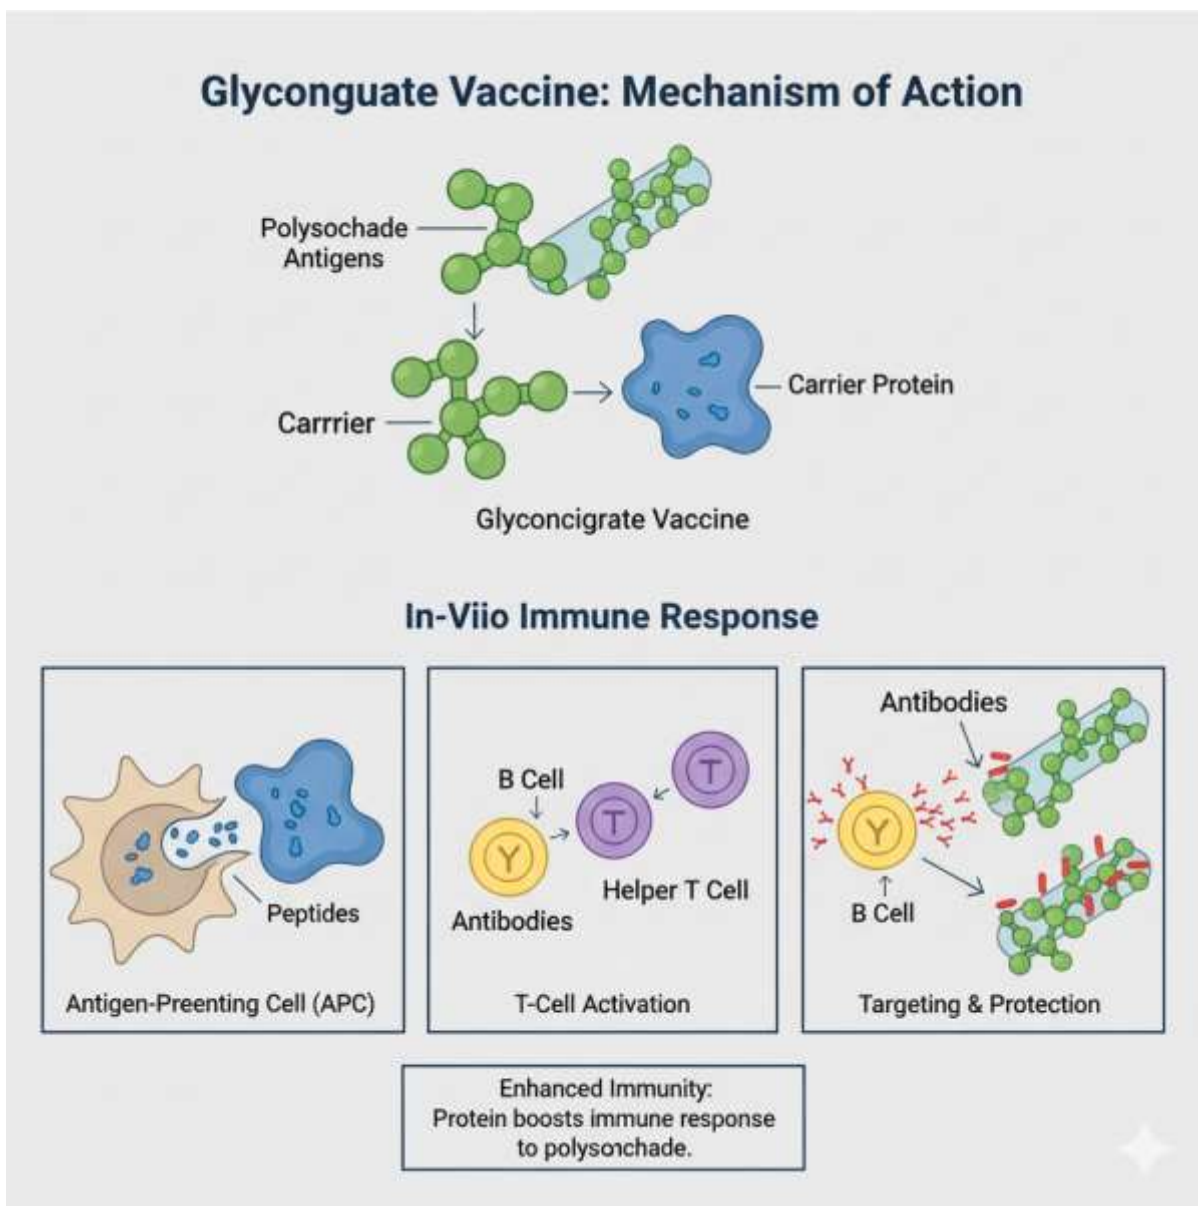 Glyconguate Vaccine: Mechanism of Action
Polysochade
Antigens
Carrrier
Carrier Protein
Glyconcigrate Vaccine
In-Viio Immune Response
Peptides
Antigen-Preenting Cell (APC)
B Cell
T
T
Y
Antibodies
Helper T Cell
T-Cell Activation
Antibodies
Y
B Cell
Targeting & Protection
Enhanced Immunity:
Protein boosts immune response
to polysonchade.